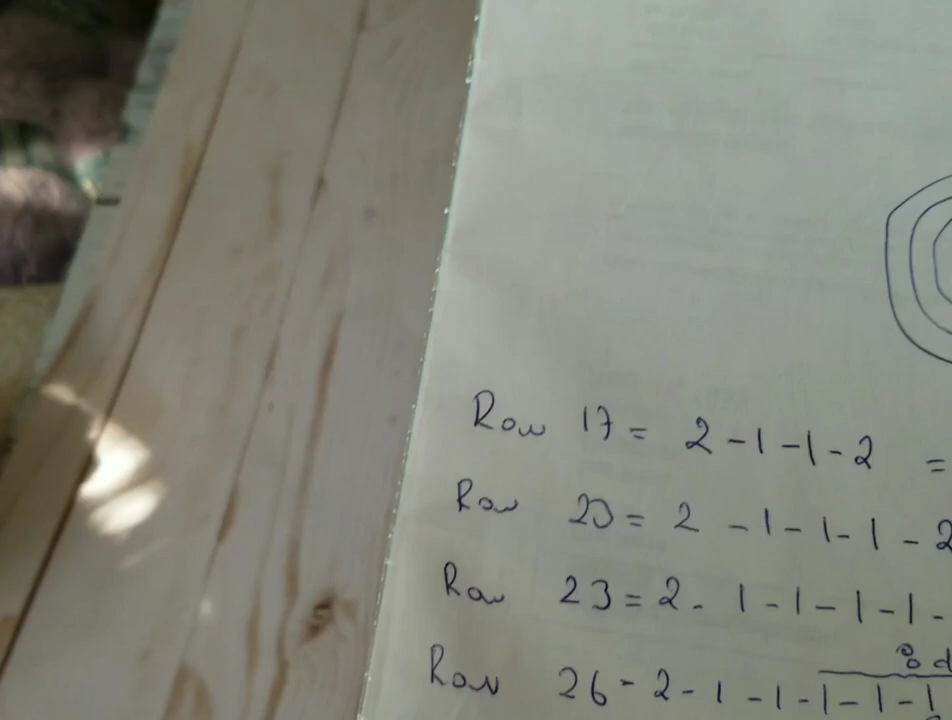 Row 17 = 2 - 1 - 1 - 2 =
Row 20 = 2 - 1 - 1 - 1 - 2
Row 23 = 2 - 1 - 1 - 1 - 1 -
Row 26 - 2 - 1 - 1 - 1 - 1 - 1